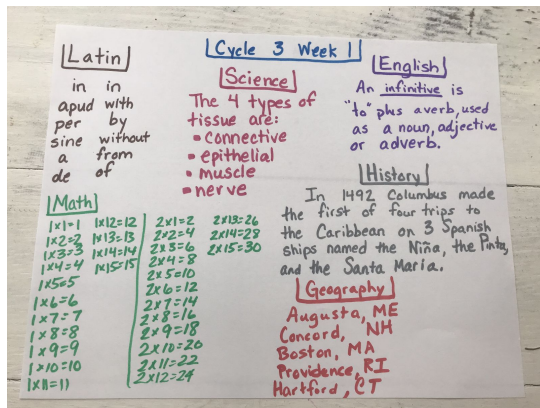 Cycle 3 Week 1
Latin
in in
apud with
per by
sine without
a from
de of
Science
The 4 types of
tissue are:
• connective
• epithelial
• muscle
• nerve
English
An infinitive is
"to" plus a verb, used
as a noun, adjective
or adverb.
History
In 1492 Columbus made
the first of four trips to
the Caribbean on 3 Spanish
ships named the Niña, the Pinta,
and the Santa Maria.
Math
1x1=1
1x2=2
1x3=3
1x4=4
1x5=5
1x6=6
1x7=7
1x8=8
1x9=9
1x10=10
1x11=11
1x12=12
1x13=13
1x14=14
1x15=15
2x1=2
2x2=4
2x3=6
2x4=8
2x5=10
2x6=12
2x7=14
2x8=16
2x9=18
2x10=20
2x11=22
2x12=24
2x13=26
2x14=28
2x15=30
Geography
Augusta, ME
Concord, NH
Boston, MA
Providence, RI
Hartford, CT